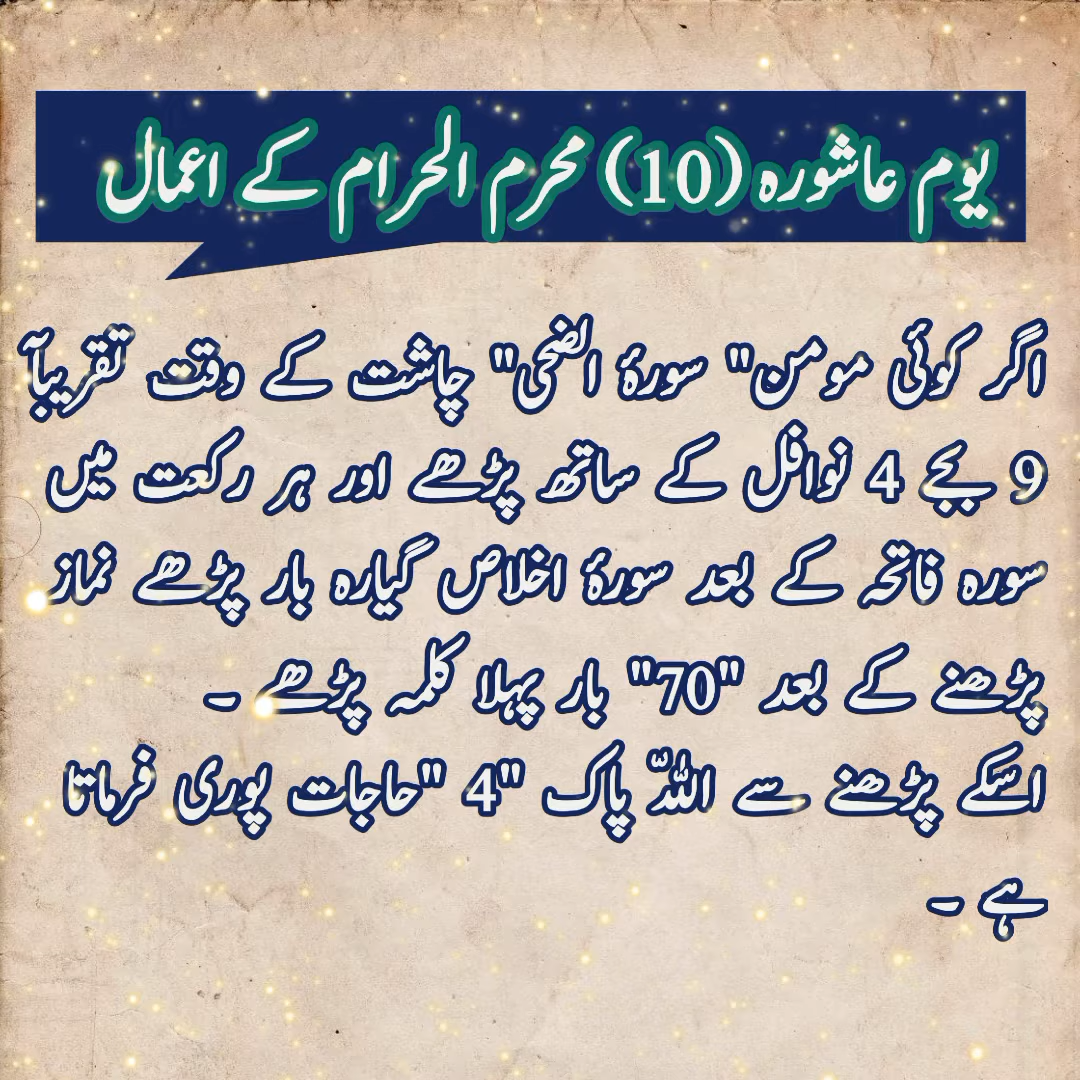 یوم عاشورہ (10) محرم الحرام کے اعمال
اگر کوئی مومن" سورۂ الضحیٰ" چاشت کے وقت تقریباً
9 بجے 4 نوافل کے ساتھ پڑھے اور ہر رکعت میں
سورہ فاتحہ کے بعد سورۂ اخلاص گیارہ بار پڑھے نماز
پڑھنے کے بعد "70" بار پہلا کلمہ پڑھے ۔
اسکے پڑھنے سے اللہ پاک "4 "حاجات پوری فرماتا
ہے ۔